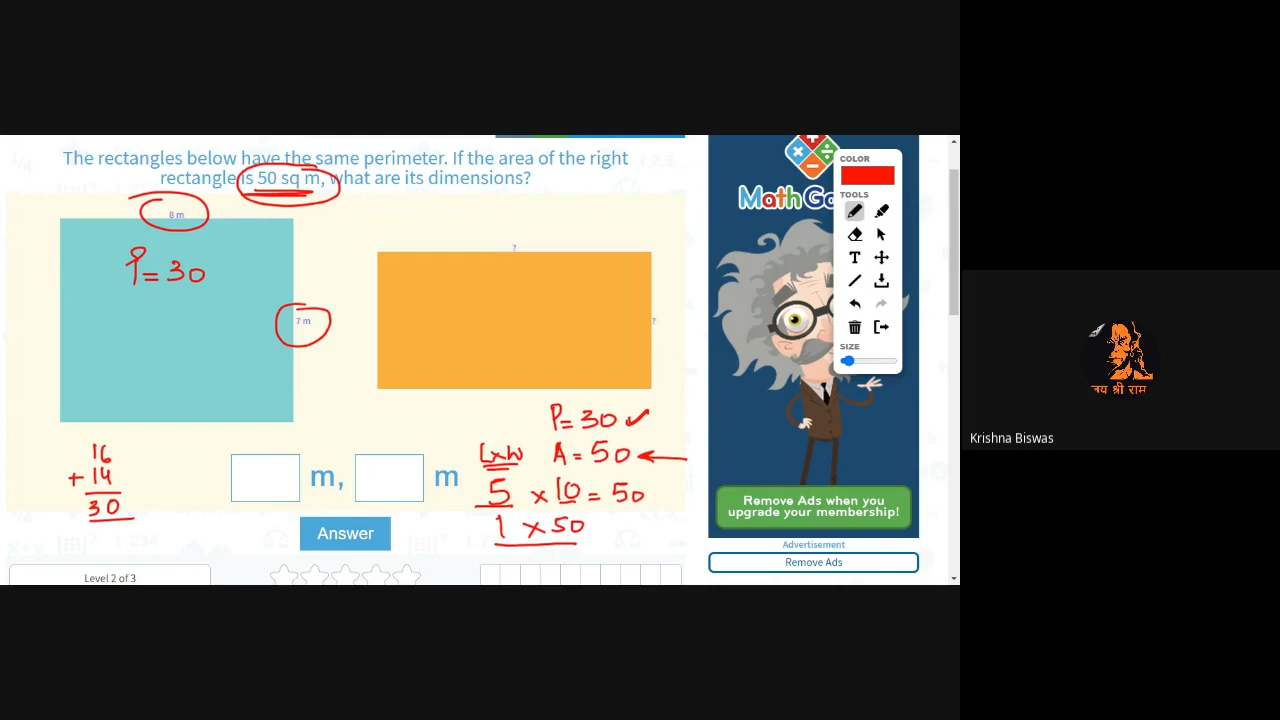 The rectangles below have the same perimeter. If the area of the right
rectangle is 50 sq m, what are its dimensions?
8 m
P = 30
7 m
?
?
16
+ 14
30
m,
m
Answer
P = 30 ✓
L×W
A = 50 ←
5 × 10 = 50
1 × 50
Level 2 of 3
COLOR
TOOLS
T
SIZE
Remove Ads when you
upgrade your membership!
Advertisement
Remove Ads
जय श्री राम
Krishna Biswas